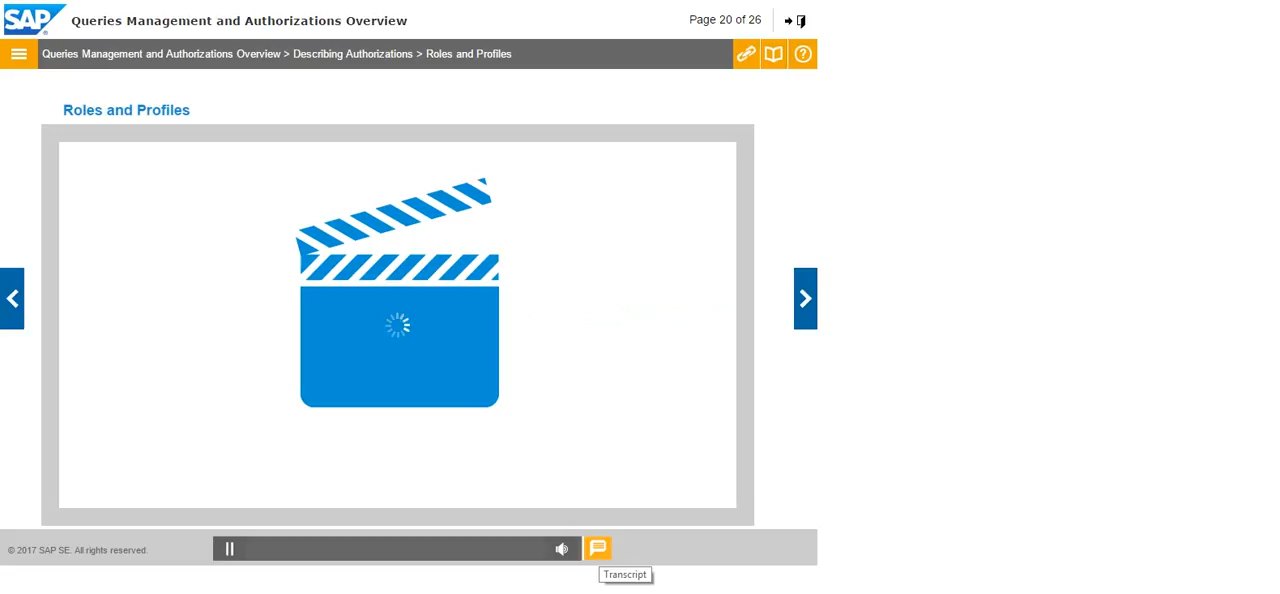 SAP ® Queries Management and Authorizations Overview Page 20 of 26
Queries Management and Authorizations Overview > Describing Authorizations > Roles and Profiles
Roles and Profiles
© 2017 SAP SE. All rights reserved.
Transcript